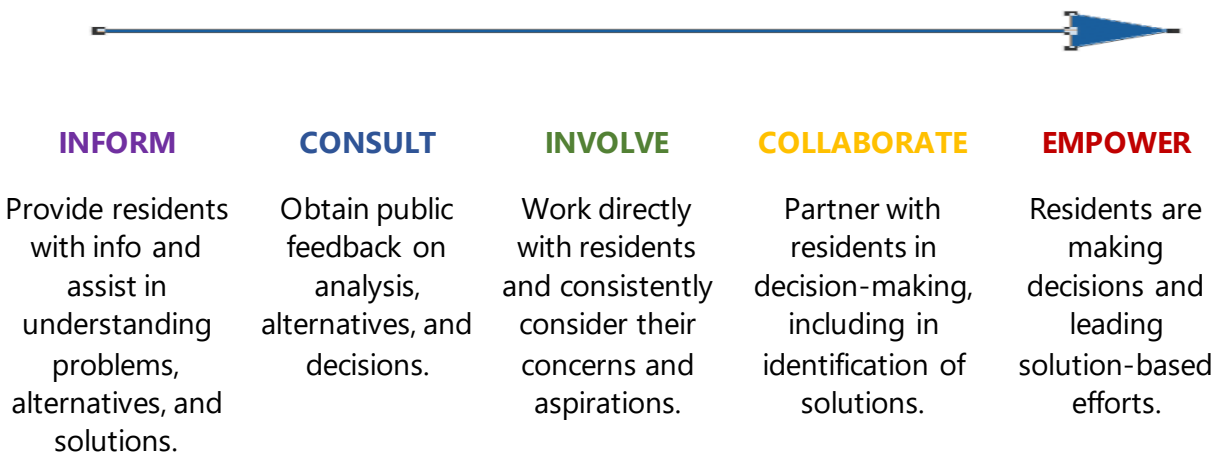 INFORM
Provide residents
with info and
assist in
understanding
problems,
alternatives, and
solutions.
CONSULT
Obtain public
feedback on
analysis,
alternatives, and
decisions.
INVOLVE
Work directly
with residents
and consistently
consider their
concerns and
aspirations.
COLLABORATE
Partner with
residents in
decision-making,
including in
identification of
solutions.
EMPOWER
Residents are
making
decisions and
leading
solution-based
efforts.